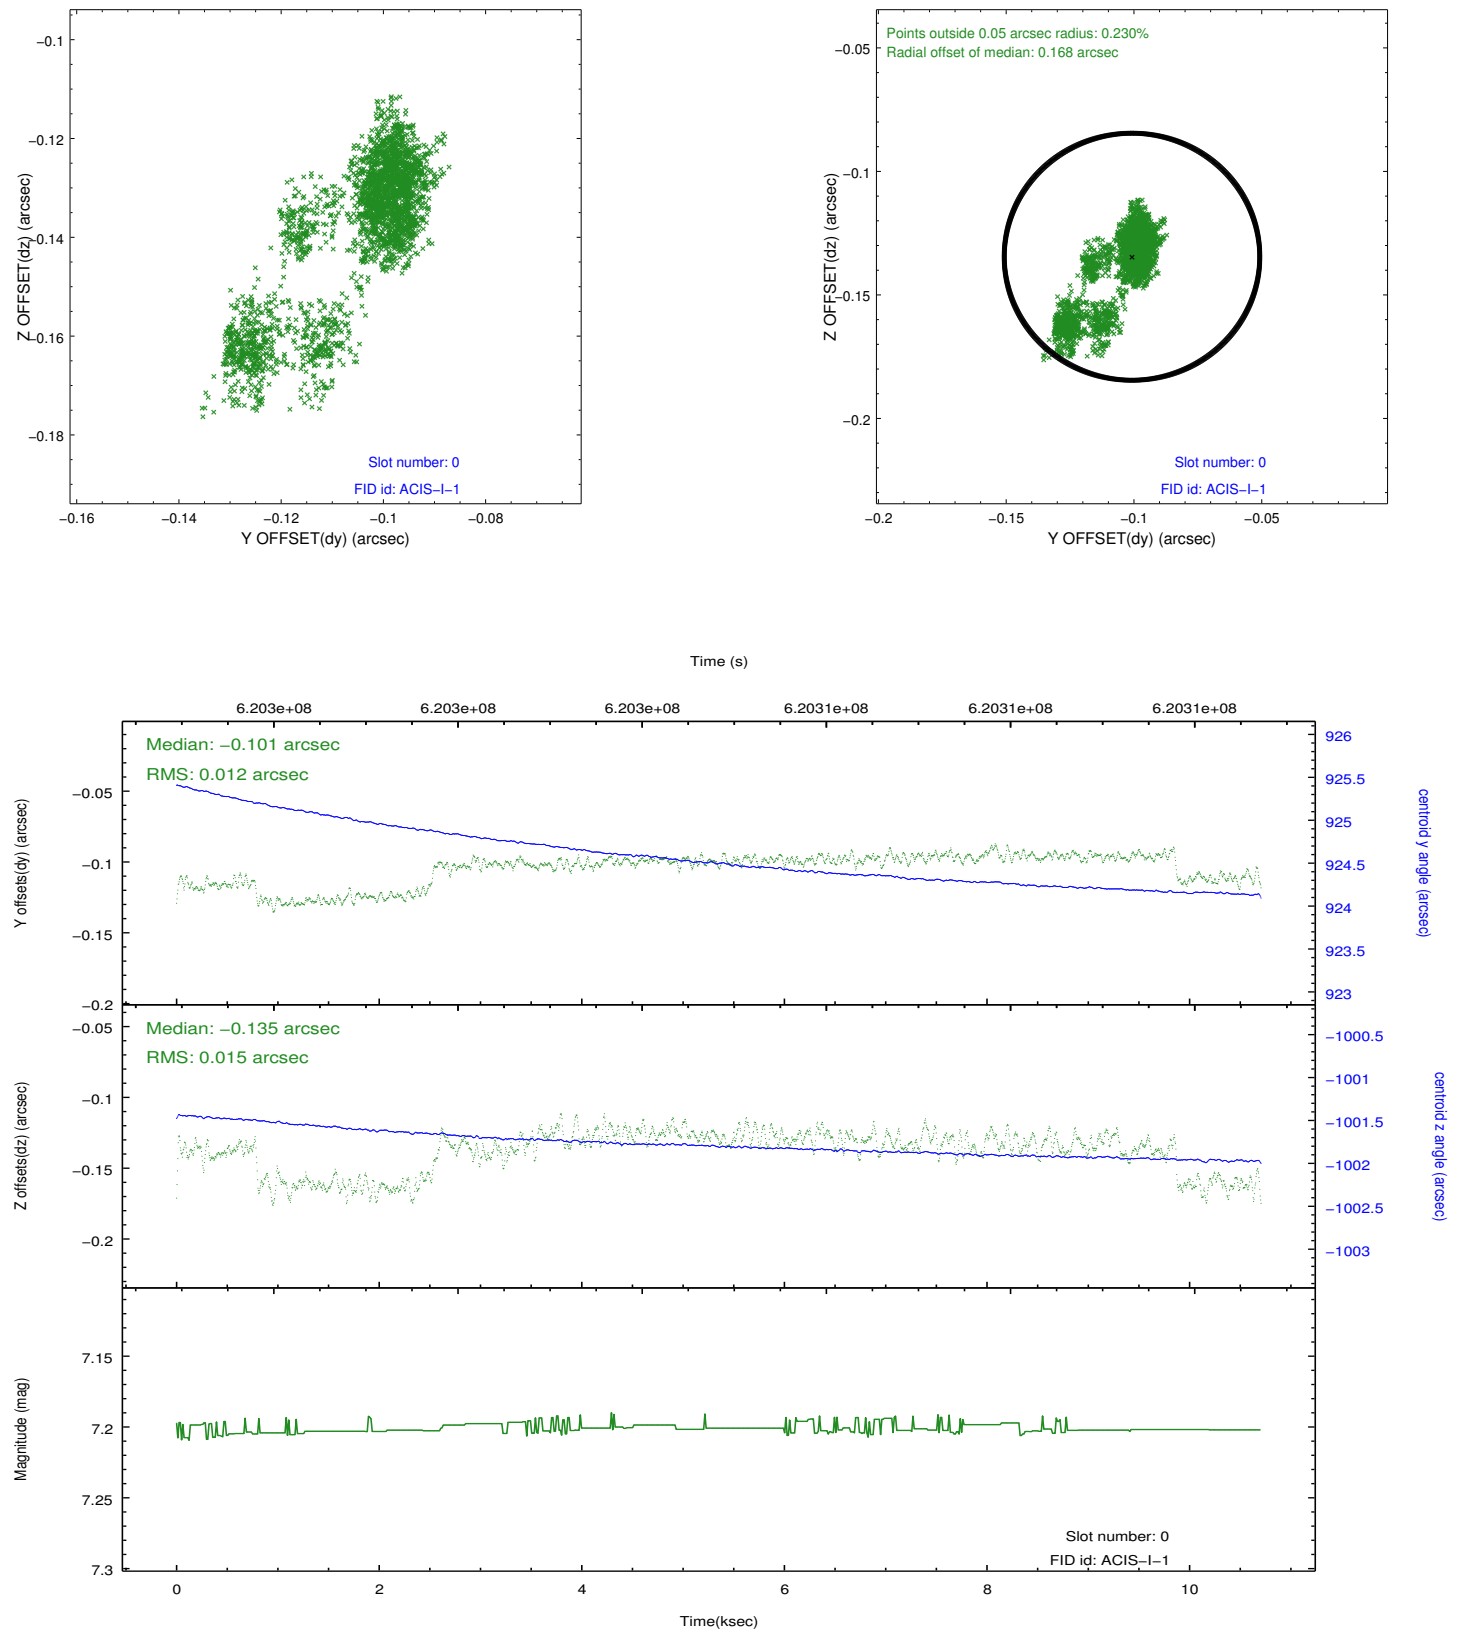 −0.1
−0.12
−0.14
−0.16
−0.18
Z OFFSET(dz) (arcsec)
Slot number: 0
FID id: ACIS−I−1
−0.16
−0.14
−0.12
−0.1
−0.08
Y OFFSET(dy) (arcsec)
Points outside 0.05 arcsec radius: 0.230%
Radial offset of median: 0.168 arcsec
−0.05
−0.1
−0.15
−0.2
Z OFFSET(dz) (arcsec)
Slot number: 0
FID id: ACIS−I−1
−0.2
−0.15
−0.1
−0.05
Y OFFSET(dy) (arcsec)
Time (s)
6.203e+08
6.203e+08
6.203e+08
6.2031e+08
6.2031e+08
6.2031e+08
Median: −0.101 arcsec
RMS: 0.012 arcsec
−0.05
−0.1
−0.15
−0.2
Y offsets(dy) (arcsec)
926
925.5
925
924.5
924
923.5
923
centroid y angle (arcsec)
Median: −0.135 arcsec
RMS: 0.015 arcsec
−0.05
−0.1
−0.15
−0.2
Z offsets(dz) (arcsec)
−1000.5
−1001
−1001.5
−1002
−1002.5
−1003
centroid z angle (arcsec)
7.15
7.2
7.25
7.3
Magnitude (mag)
Slot number: 0
FID id: ACIS−I−1
0
2
4
6
8
10
Time(ksec)